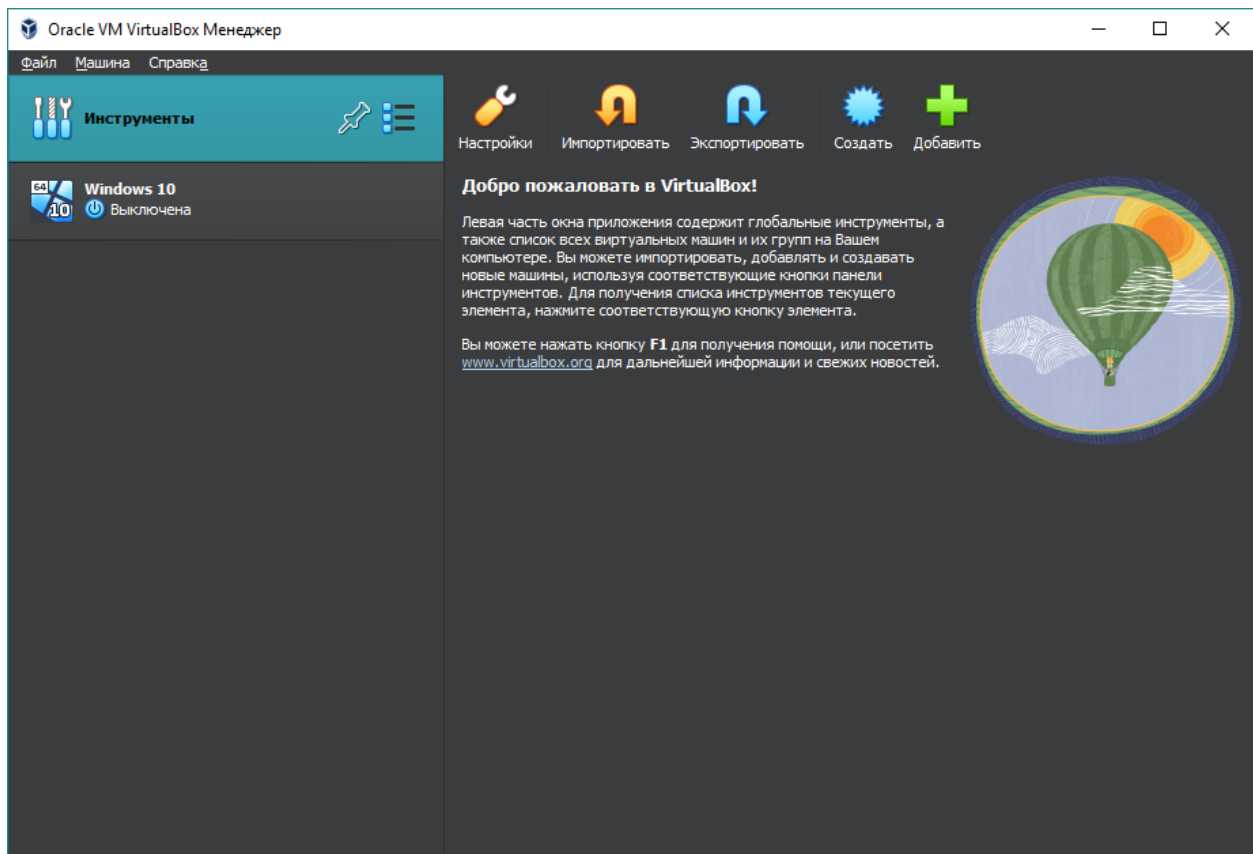 Oracle VM VirtualBox Менеджер
Файл Машина Справка
Инструменты
Настройки Импортировать Экспортировать Создать Добавить
64
10
Windows 10
Выключена
Добро пожаловать в VirtualBox!
Левая часть окна приложения содержит глобальные инструменты, а
также список всех виртуальных машин и их групп на Вашем
компьютере. Вы можете импортировать, добавлять и создавать
новые машины, используя соответствующие кнопки панели
инструментов. Для получения списка инструментов текущего
элемента, нажмите соответствующую кнопку элемента.
Вы можете нажать кнопку F1 для получения помощи, или посетить
www.virtualbox.org для дальнейшей информации и свежих новостей.